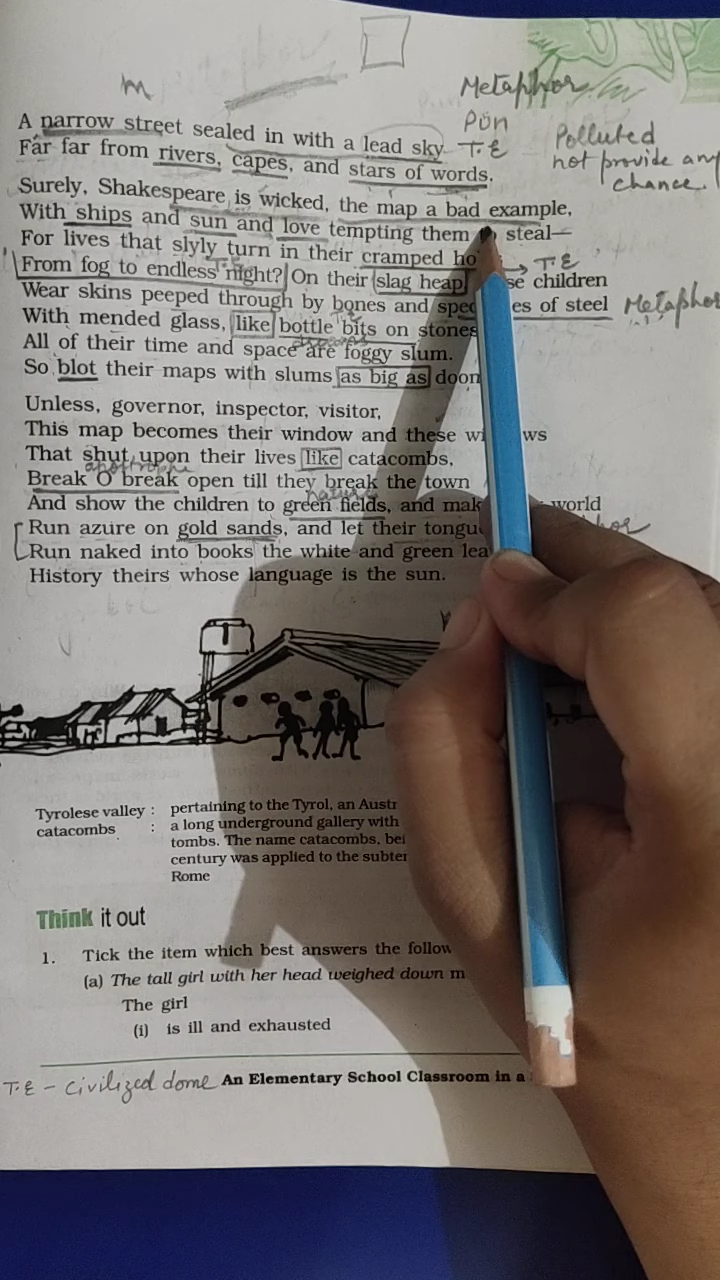 m
Metaphor
A narrow street sealed in with a lead sky
Pun
Far far from rivers, capes, and stars of words.
T.E
Polluted
not provide any
chance.
Surely, Shakespeare is wicked, the map a bad example,
With ships and sun and love tempting them steal—
For lives that slyly turn in their cramped ho
T.E
From fog to endless night? On their slag heap, se children
T.E
Wear skins peeped through by bones and spec es of steel
Metaphor
With mended glass, like bottle bits on stones
All of their time and space are foggy slum.
So blot their maps with slums as big as doom
Unless, governor, inspector, visitor,
This map becomes their window and these wi ws
That shut upon their lives like catacombs,
apostrophe
Break O break open till they break the town
nature
And show the children to green fields, and mak world
Run azure on gold sands, and let their tongu
Run naked into books the white and green lea
History theirs whose language is the sun.
Tyrolese valley : pertaining to the Tyrol, an Austr
catacombs : a long underground gallery with
tombs. The name catacombs, bei
century was applied to the subter
Rome
Think it out
1. Tick the item which best answers the follow
(a) The tall girl with her head weighed down m
The girl
(i) is ill and exhausted
T.E - civilized dome An Elementary School Classroom in a